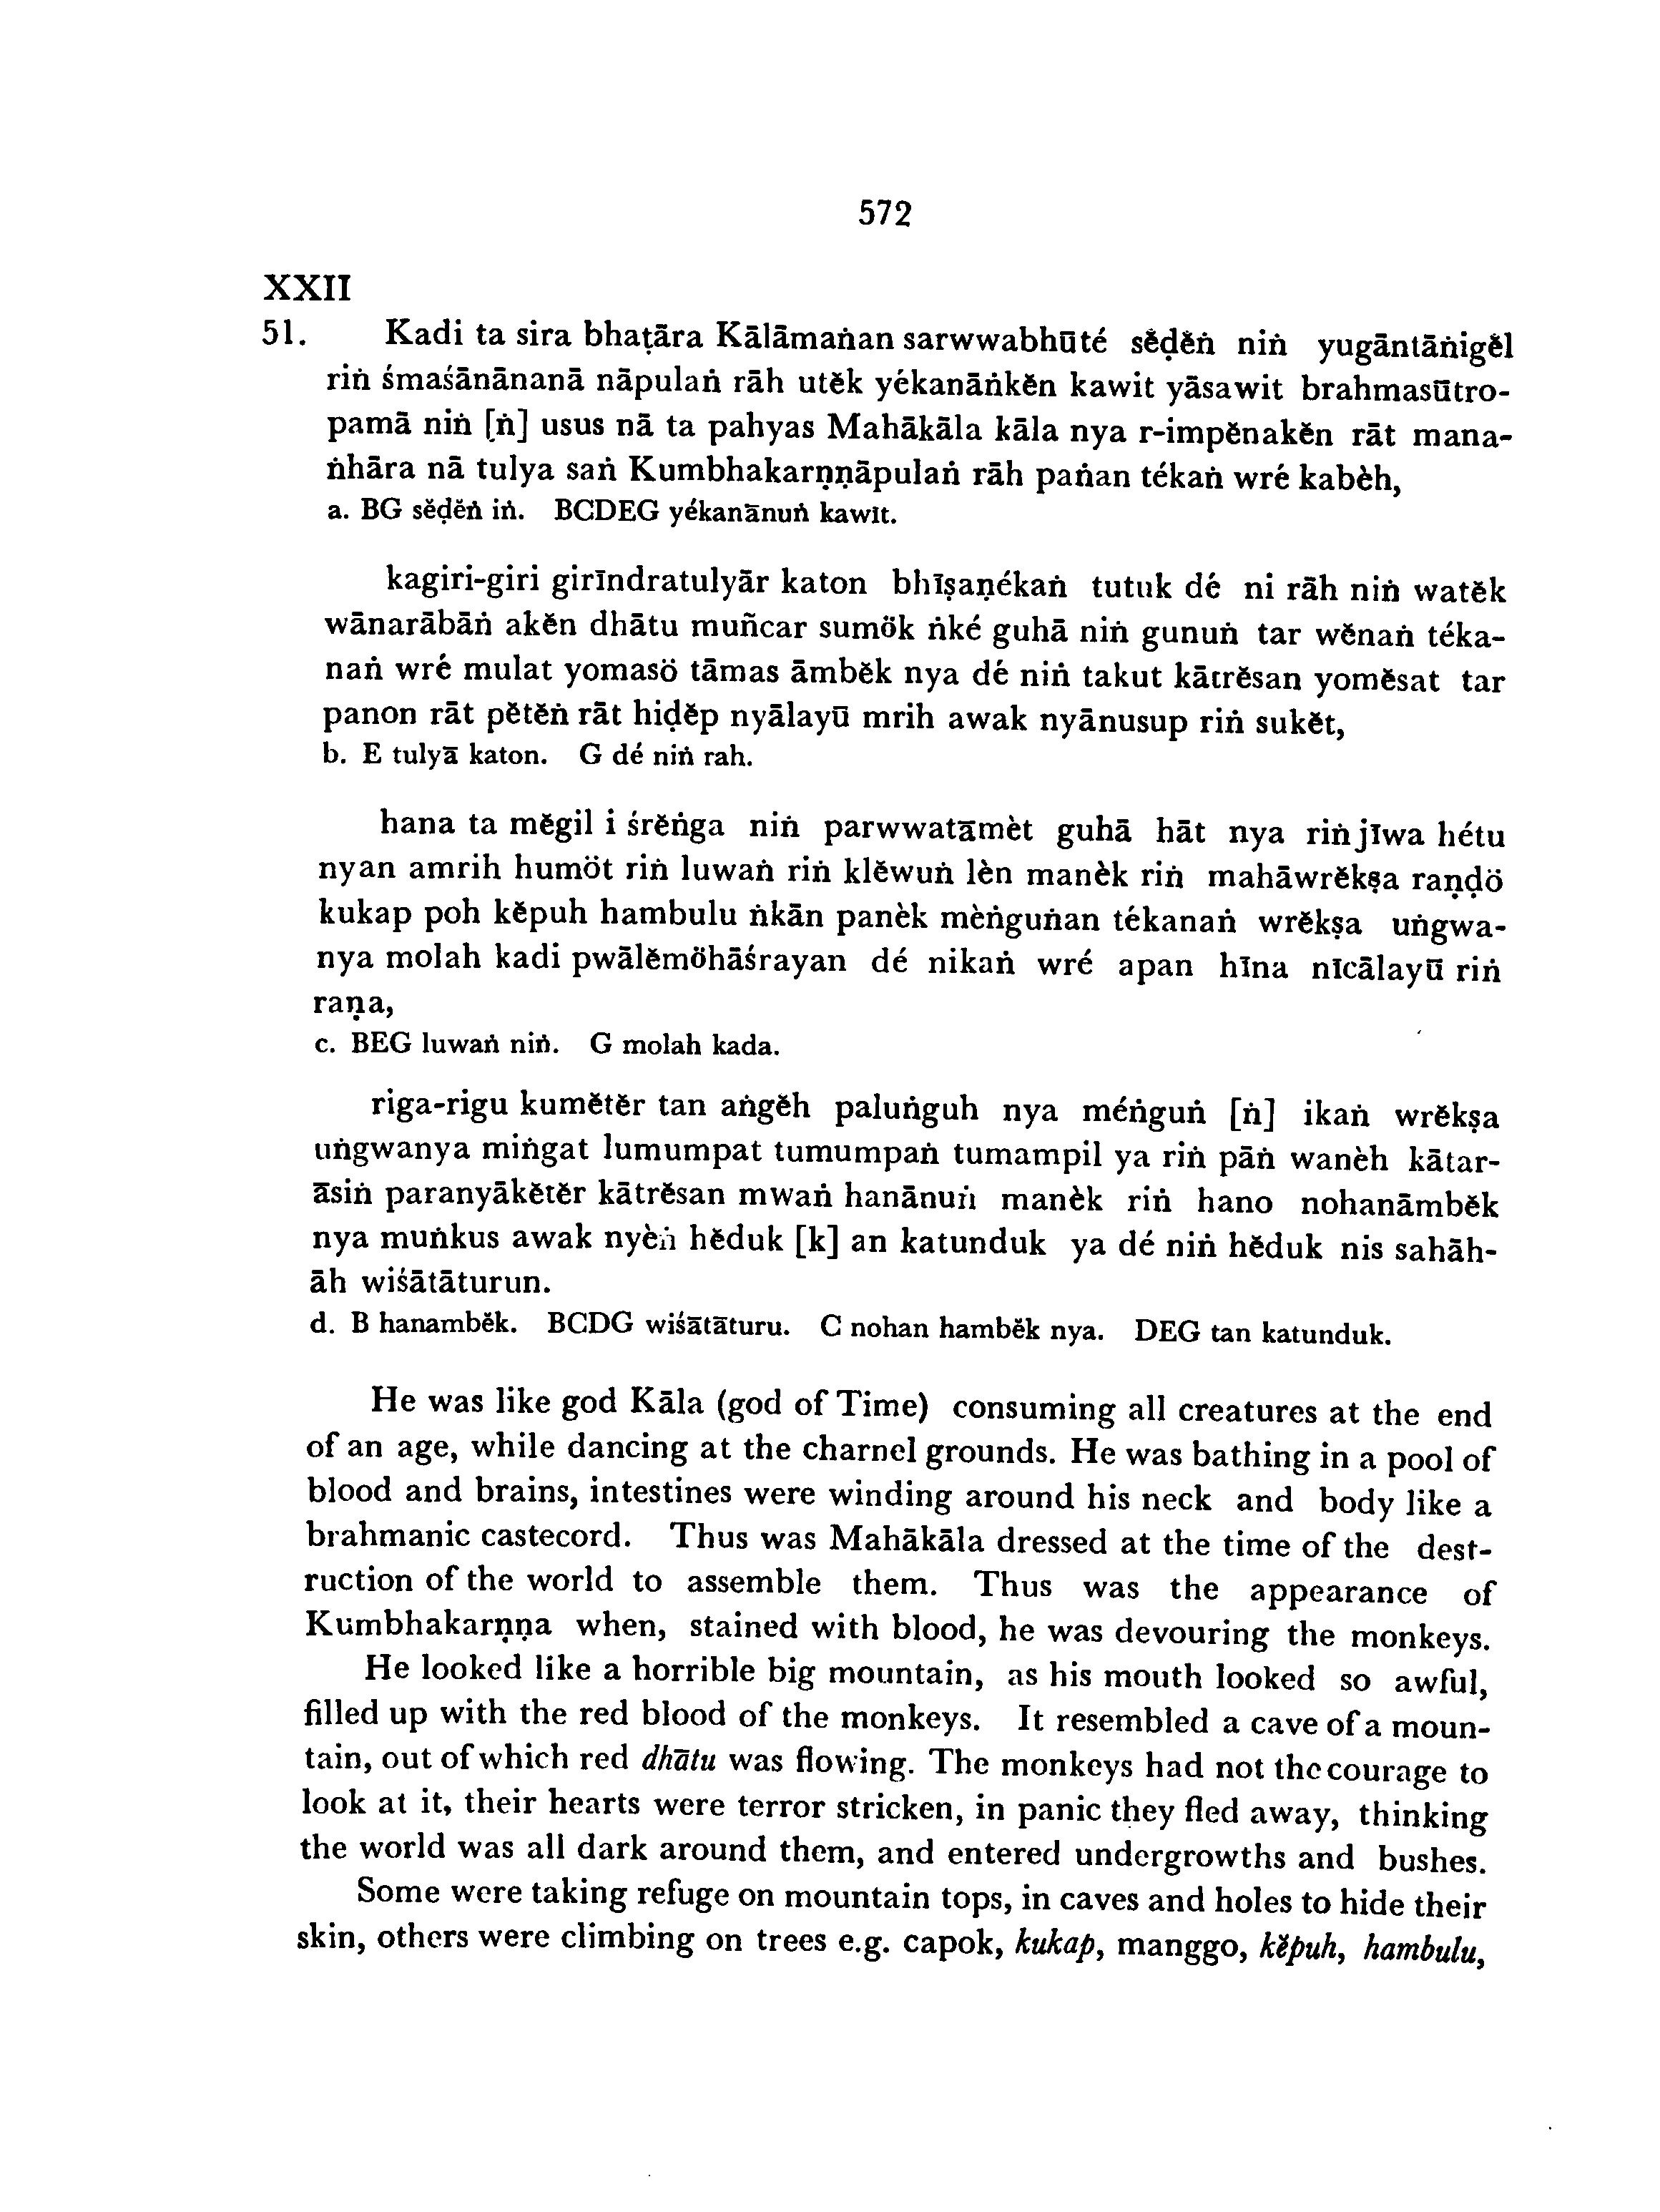 572
XXII
51. Kadi ta sira bhaṭāra Kālāmaṅan sarwwabhūté sĕḍĕṅ niṅ yugāntāṅigĕl
riṅ śmaśānānanā nāpulaṅ rāh utĕk yékanāṅkĕn kawit yāsawit brahmasūtro-
pamā niṅ [ṅ] usus nā ta pahyas Mahākāla kāla nya r-impĕnakĕn rāt mana-
ṅhāra nā tulya saṅ Kumbhakarṇṇāpulaṅ rāh paṅan tékaṅ wré kabèh,
a. BG sĕḍĕṅ iṅ. BCDEG yékanānuṅ kawit.
kagiri-giri girīndratulyār katon bhīṣaṇékaṅ tutuk dé ni rāh niṅ watĕk
wānarābāṅ akĕn dhātu muñcar sumök ṅké guhā niṅ gunuṅ tar wĕnaṅ téka-
naṅ wré mulat yomasö tāmas āmbĕk nya dé niṅ takut kātrĕsan yomĕsat tar
panon rāt pĕtĕṅ rāt hiḍĕp nyālayū mrih awak nyānusup riṅ sukĕt,
b. E tulyā katon. G dé niṅ rah.
hana ta mĕgil i śrĕṅga niṅ parwwatāmèt guhā hāt nya riṅ jīwa hétu
nyan amrih humöt riṅ luwaṅ riṅ klĕwuṅ lèn manèk riṅ mahāwrĕkṣa raṇḍö
kukap poh kĕpuh hambulu ṅkān panèk mèṅguṅan tékanaṅ wrĕkṣa uṅgwa-
nya molah kadi pwālĕmöhāśrayan dé nikaṅ wré apan hīna nīcālayū riṅ
raṇa,
c. BEG luwaṅ niṅ. G molah kada.
riga-rigu kumĕtĕr tan aṅgĕh paluṅguh nya méṅguṅ [ṅ] ikaṅ wrĕkṣa
uṅgwanya miṅgat lumumpat tumumpaṅ tumampil ya riṅ pāṅ wanèh kātar-
āsiṅ paranyākĕtĕr kātrĕsan mwaṅ hanānuṅ manèk riṅ hano nohanāmbĕk
nya muṅkus awak nyèṅ hĕduk [k] an katunduk ya dé niṅ hĕduk nis sahāh-
āh wiśātāturun.
d. B hanambĕk. BCDG wiśātāturu. C nohan hambĕk nya. DEG tan katunduk.
He was like god Kāla (god of Time) consuming all creatures at the end
of an age, while dancing at the charnel grounds. He was bathing in a pool of
blood and brains, intestines were winding around his neck and body like a
brahmanic castecord. Thus was Mahākāla dressed at the time of the dest-
ruction of the world to assemble them. Thus was the appearance of
Kumbhakarṇṇa when, stained with blood, he was devouring the monkeys.
He looked like a horrible big mountain, as his mouth looked so awful,
filled up with the red blood of the monkeys. It resembled a cave of a moun-
tain, out of which red dhātu was flowing. The monkeys had not the courage to
look at it, their hearts were terror stricken, in panic they fled away, thinking
the world was all dark around them, and entered undergrowths and bushes.
Some were taking refuge on mountain tops, in caves and holes to hide their
skin, others were climbing on trees e.g. capok, kukap, manggo, kĕpuh, hambulu,